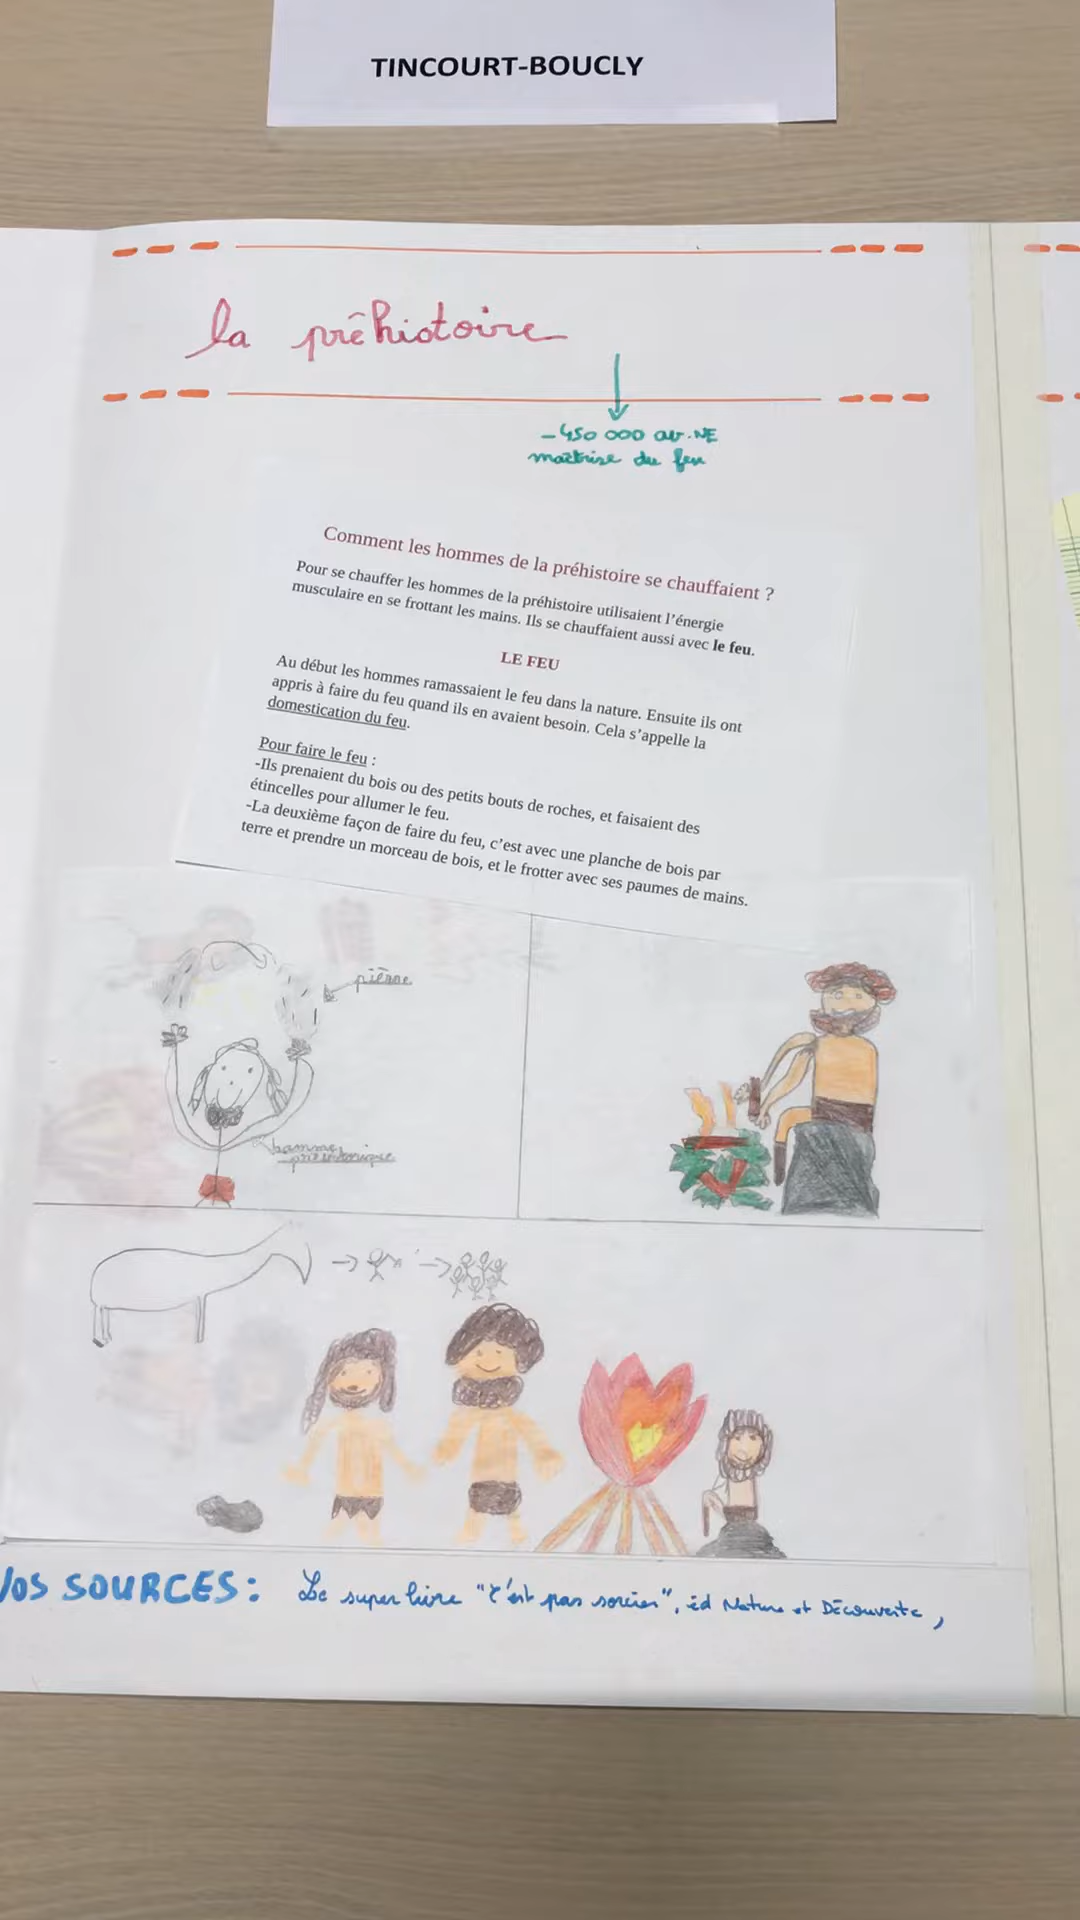 TINCOURT-BOUCLY
la prêhistoire
-450 000 av. NE
maîtrise du feu
Comment les hommes de la préhistoire se chauffaient ?
Pour se chauffer les hommes de la préhistoire utilisaient l'énergie
musculaire en se frottant les mains. Ils se chauffaient aussi avec le feu.
LE FEU
Au début les hommes ramassaient le feu dans la nature. Ensuite ils ont
appris à faire du feu quand ils en avaient besoin. Cela s'appelle la
domestication du feu.
Pour faire le feu :
-Ils prenaient du bois ou des petits bouts de roches, et faisaient des
étincelles pour allumer le feu.
-La deuxième façon de faire du feu, c'est avec une planche de bois par
terre et prendre un morceau de bois, et le frotter avec ses paumes de mains.
pierre
homme
VOS SOURCES : Le super livre "C'est pas sorcier", éd Nature et Découverte,